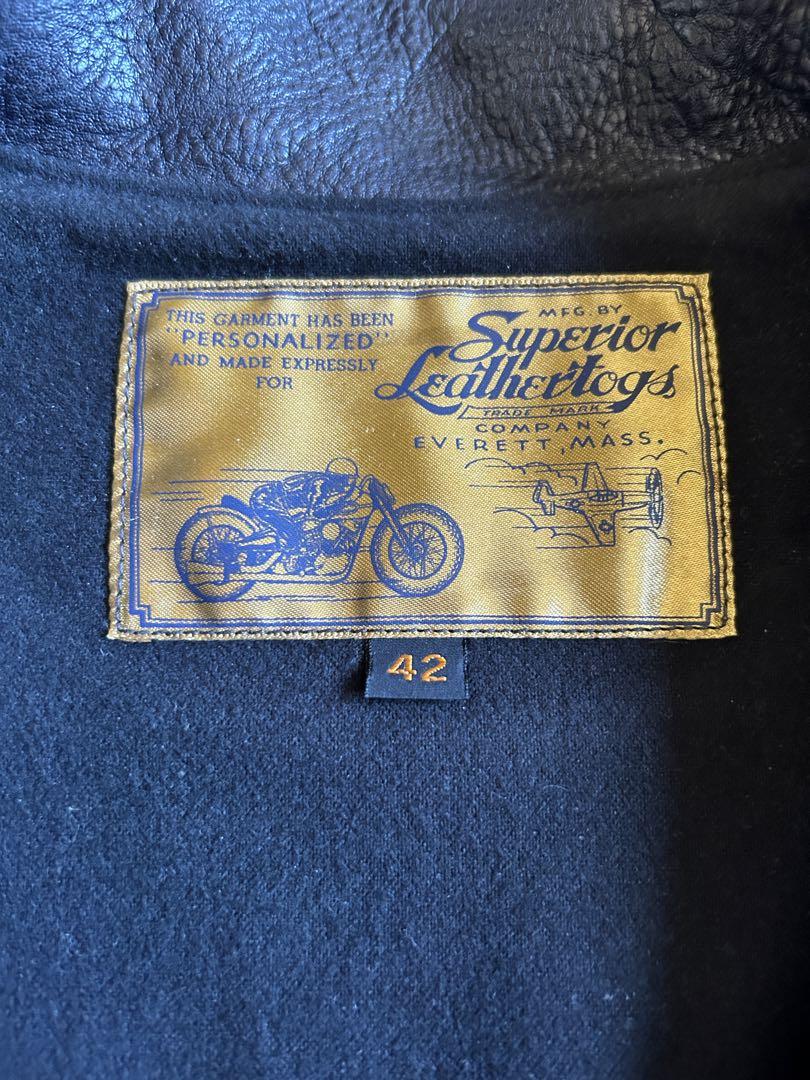 THIS GARMENT HAS BEEN
"PERSONALIZED"
AND MADE EXPRESSLY
FOR
MFG. BY
Superior
Leathertogs
TRADE MARK
COMPANY
EVERETT, MASS.
42